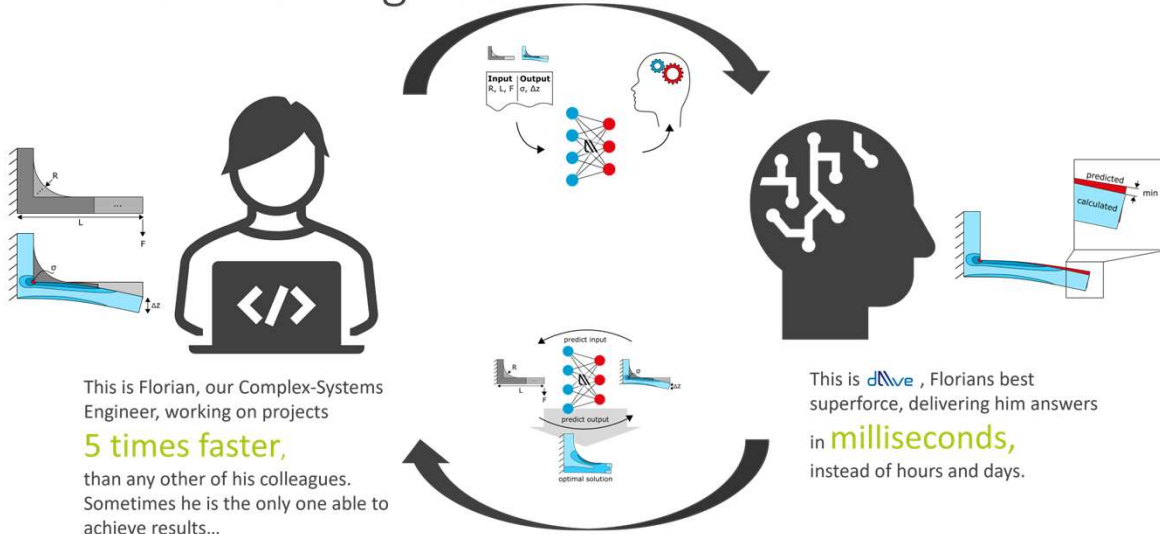 Input Output
R, L, F σ, Δz
R
...
L
F
σ
Δz
</>
predicted
min
calculated
predict input
R
...
L
F
σ
Δz
predict output
optimal solution
This is Florian, our Complex-Systems
Engineer, working on projects
5 times faster,
than any other of his colleagues.
Sometimes he is the only one able to
achieve results...
This is dAIve , Florians best
superforce, delivering him answers
in milliseconds,
instead of hours and days.